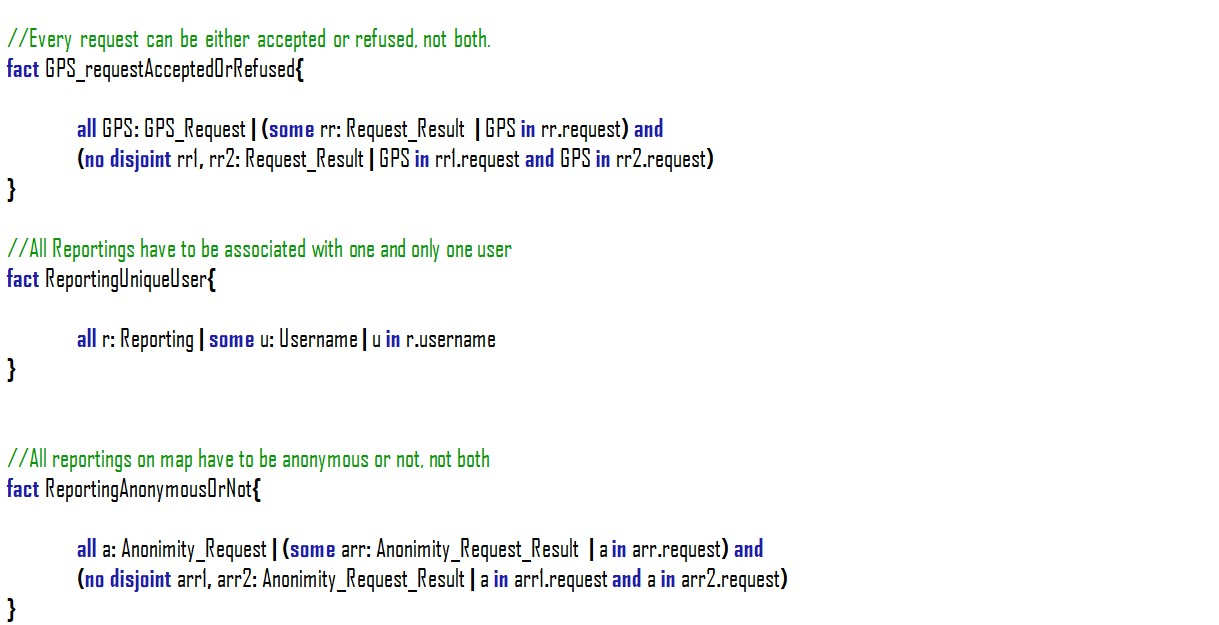 //Every request can be either accepted or refused, not both.
fact GPS_requestAcceptedOrRefused{
all GPS: GPS_Request | (some rr: Request_Result | GPS in rr.request) and
(no disjoint rr1, rr2: Request_Result | GPS in rr1.request and GPS in rr2.request)
}
//All Reportings have to be associated with one and only one user
fact ReportingUniqueUser{
all r: Reporting | some u: Username | u in r.username
}
//All reportings on map have to be anonymous or not, not both
fact ReportingAnonymousOrNot{
all a: Anonimity_Request | (some arr: Anonimity_Request_Result | a in arr.request) and
(no disjoint arr1, arr2: Anonimity_Request_Result | a in arr1.request and a in arr2.request)
}